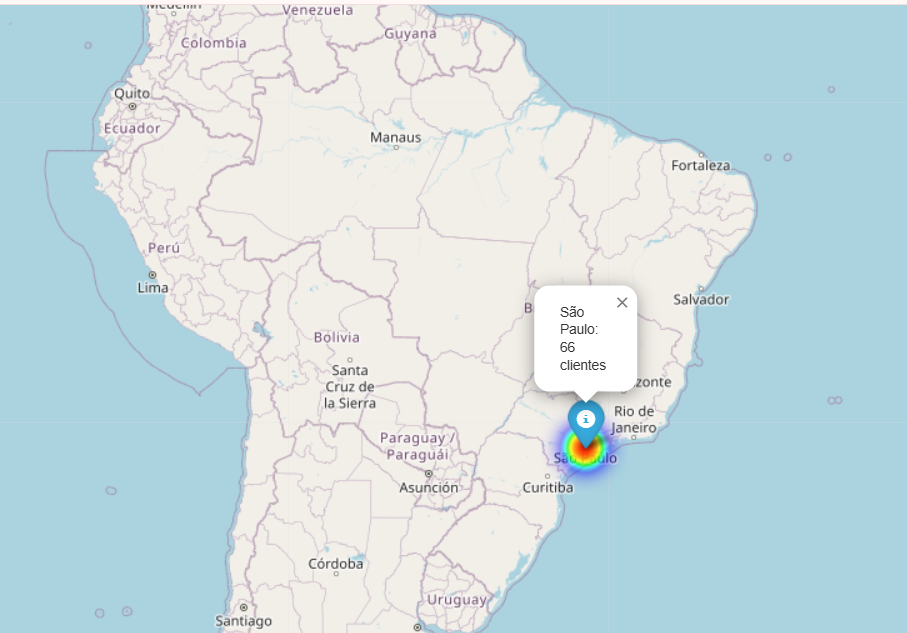 Medellín
Venezuela
Guyana
Colombia
Quito
Ecuador
Manaus
Fortaleza
Perú
Lima
Salvador
B
São
Paulo:
66
clientes
Bolivia
Santa
Cruz de
la Sierra
zonte
Rio de
Janeiro
Paraguay /
Paraguái
São Paulo
Asunción
Curitiba
Córdoba
Uruguay
Santiago